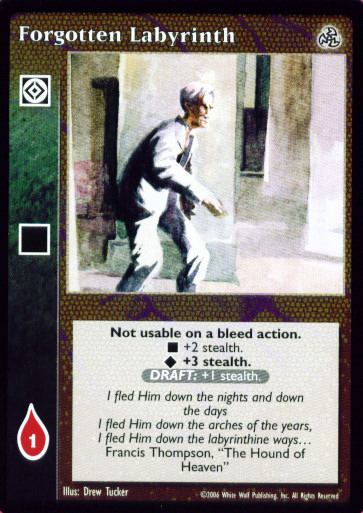 Forgotten Labyrinth
Not usable on a bleed action.
+2 stealth.
+3 stealth.
DRAFT: +1 stealth.
I fled Him down the nights and down
the days
I fled Him down the arches of the years,
I fled Him down the labyrinthine ways...
Francis Thompson, "The Hound of
Heaven"
1
Illus: Drew Tucker
©2006 White Wolf Publishing, Inc. All Rights Reserved